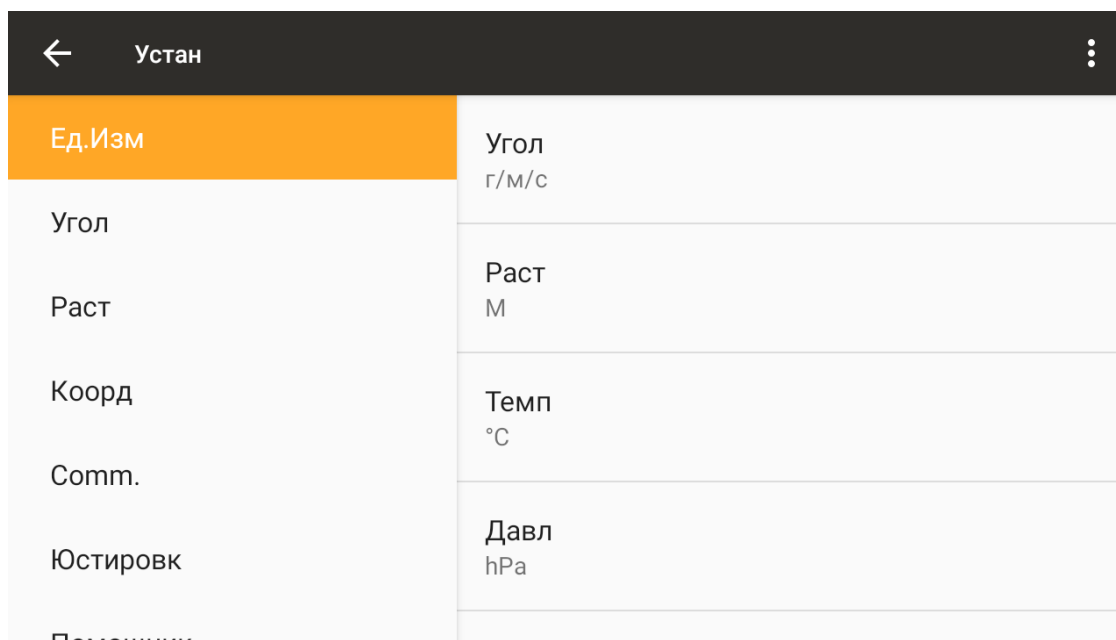 Устан
Ед.Изм
Угол
Раст
Коорд
Comm.
Юстировк
Угол
г/м/с
Раст
М
Темп
°C
Давл
hPa